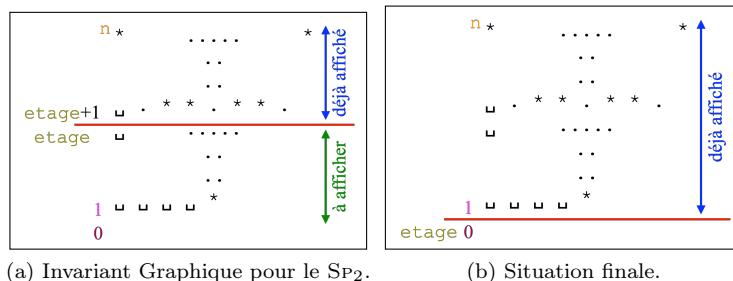 n * ..... *
. .
. .
etage+1 ␣ . * * . * * .
etage ␣ .....
. .
. .
*
1 ␣ ␣ ␣ ␣
0
déjà affiché
à afficher
(a) Invariant Graphique pour le SP₂.
n * ..... *
. .
. .
␣ . * * . * * .
␣ .....
. .
. .
*
1 ␣ ␣ ␣ ␣
etage 0
déjà affiché
(b) Situation finale.